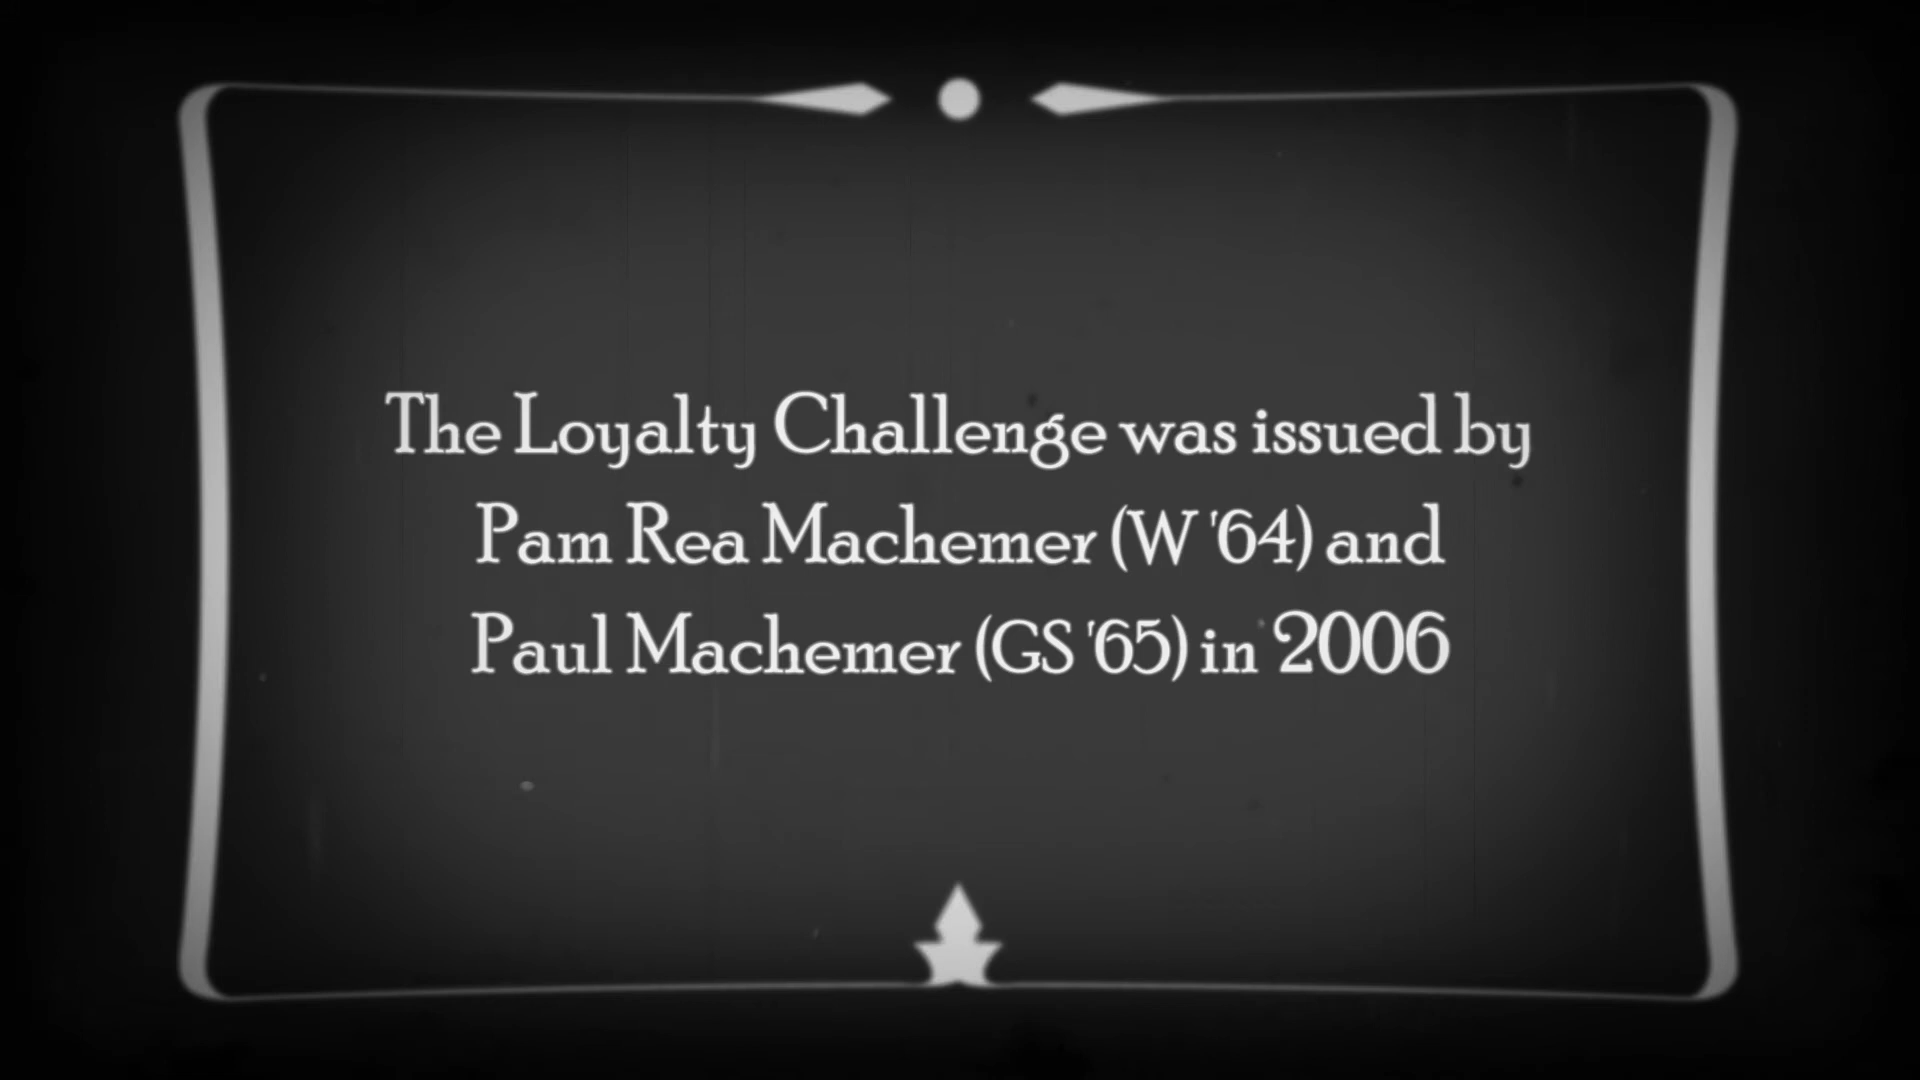 The Loyalty Challenge was issued by
Pam Rea Machemer (W '64) and
Paul Machemer (GS '65) in 2006